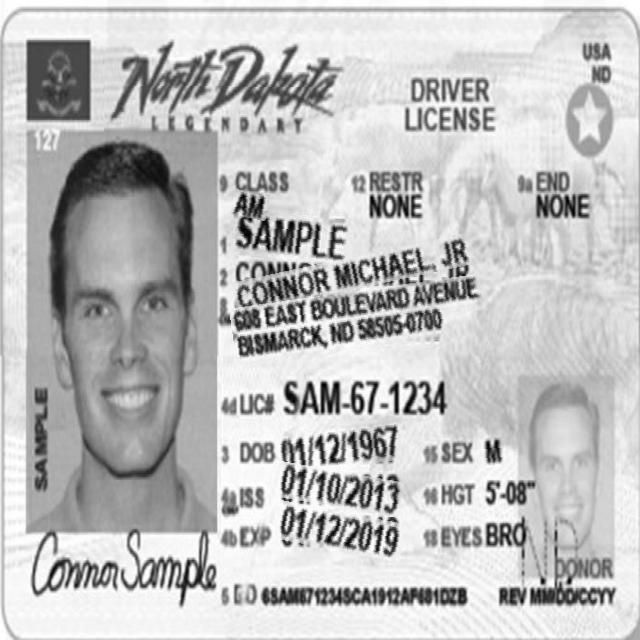 North Dakota
LEGENDARY
DRIVER
LICENSE
USA
ND
127
9 CLASS
AM
12 RESTR
NONE
9a END
NONE
1 SAMPLE
2 CONNOR MICHAEL, JR
8 608 EAST BOULEVARD AVENUE
BISMARCK, ND 58505-0700
4d LIC# SAM-67-1234
3 DOB 01/12/1967
15 SEX M
4a ISS 01/10/2013
16 HGT 5'-08"
4b EXP 01/12/2019
18 EYES BRO
SAMPLE
Connor Sample
DONOR
5 DD 6SAM671234SCA1912AF681DZB
REV MMDD/CCYY